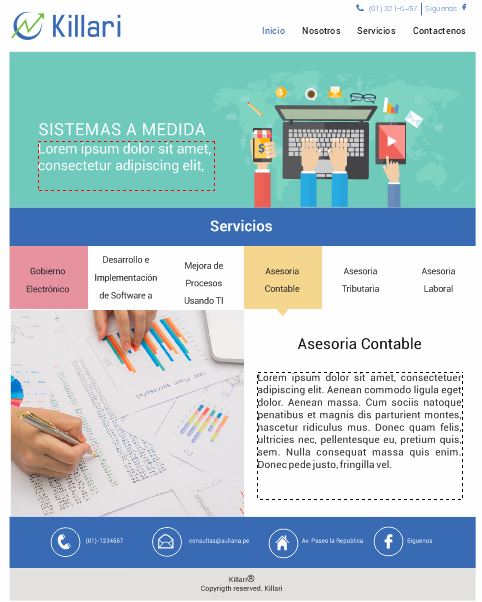 Killari
(01) 321-6457 | Siguenos
Inicio Nosotros Servicios Contactenos
SISTEMAS A MEDIDA
Lorem ipsum dolor sit amet,
consectetur adipiscing elit,
Servicios
Gobierno
Electrónico
Desarrollo e
Implementación
de Software a
Mejora de
Procesos
Usando TI
Asesoria
Contable
Asesoria
Tributaria
Asesoria
Laboral
Asesoria Contable
Lorem ipsum dolor sit amet, consectetuer
adipiscing elit. Aenean commodo ligula eget
dolor. Aenean massa. Cum sociis natoque
penatibus et magnis dis parturient montes,
nascetur ridiculus mus. Donec quam felis,
ultricies nec, pellentesque eu, pretium quis,
sem. Nulla consequat massa quis enim.
Donec pede justo, fringilla vel.
(01)-1234567
consultas@sullana.pe
Av. Paseo la Republica
Siguenos
Killari®
Copyrigth reserved. Killari